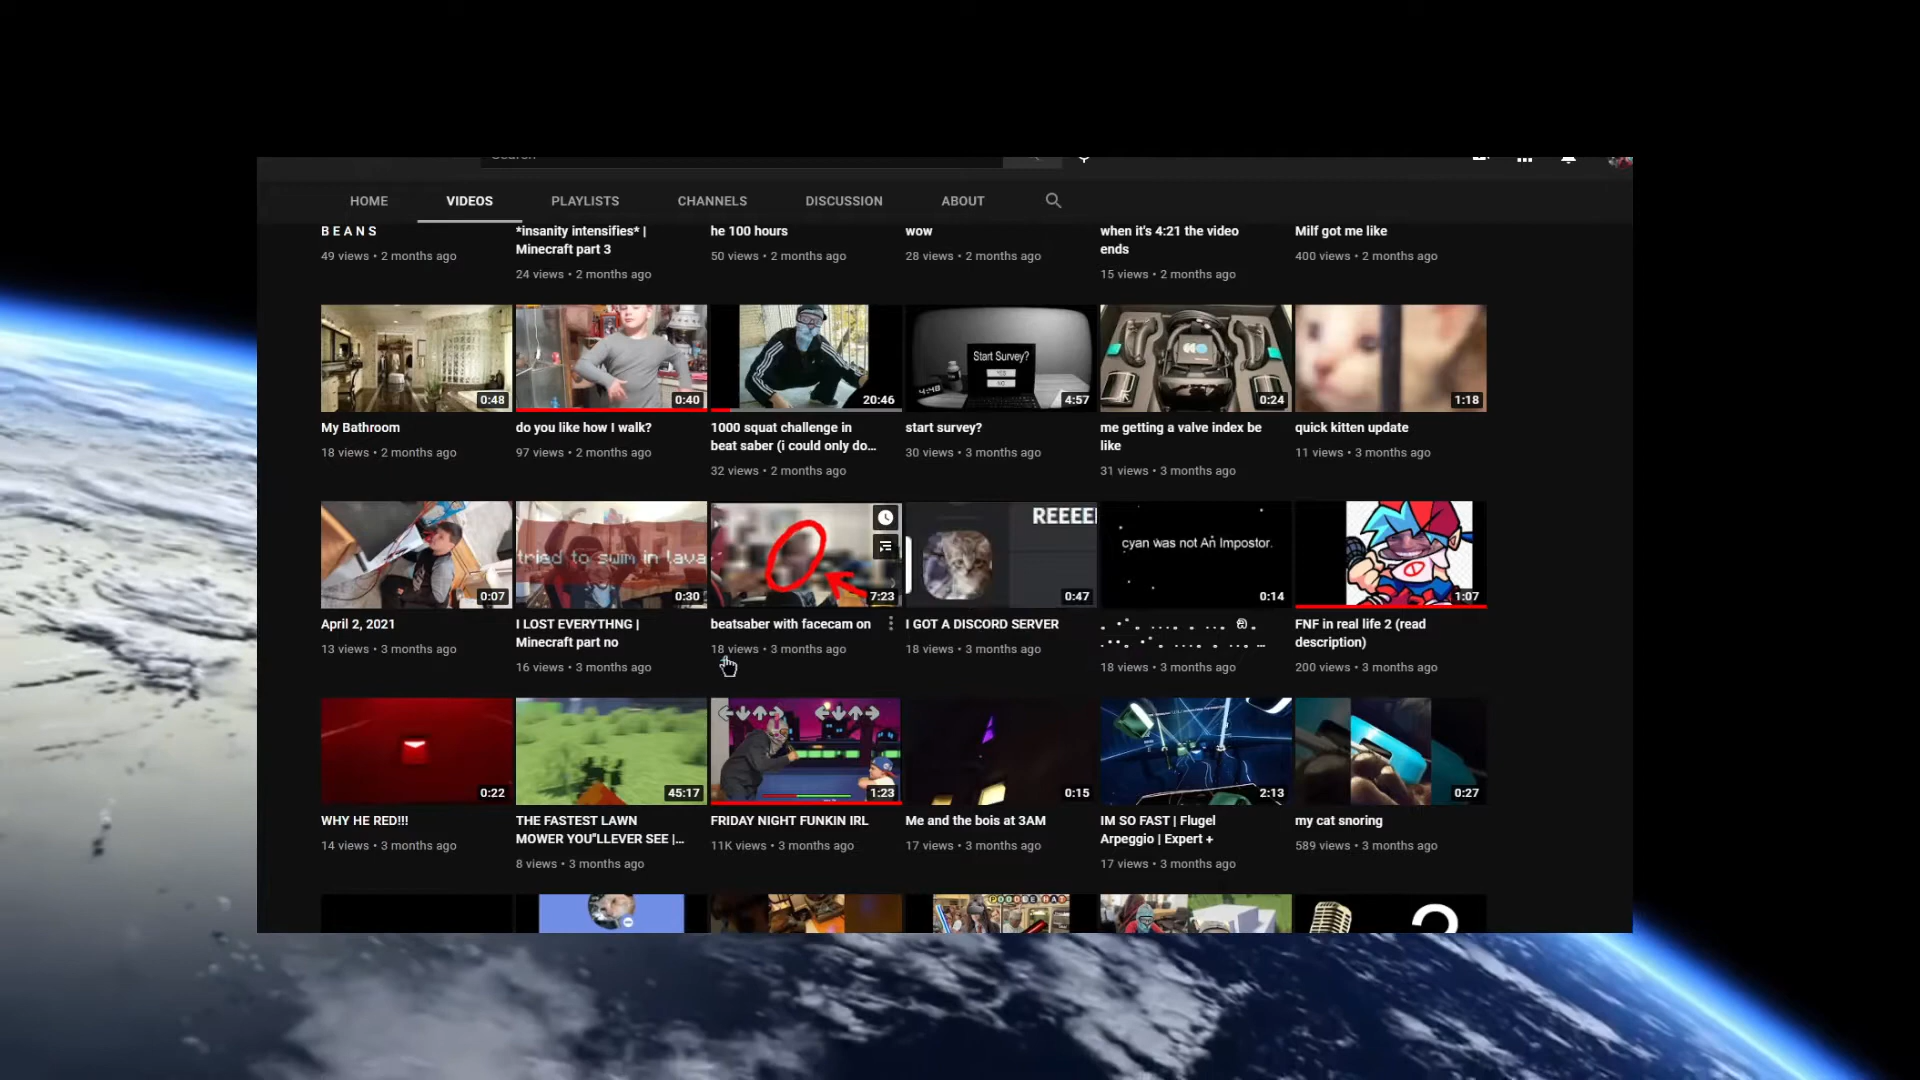 HOME VIDEOS PLAYLISTS CHANNELS DISCUSSION ABOUT
B E A N S
49 views • 2 months ago
*insanity intensifies* |
Minecraft part 3
24 views • 2 months ago
he 100 hours
50 views • 2 months ago
wow
28 views • 2 months ago
when it's 4:21 the video
ends
15 views • 2 months ago
Milf got me like
400 views • 2 months ago
0:48
My Bathroom
18 views • 2 months ago
0:40
do you like how I walk?
97 views • 2 months ago
20:46
1000 squat challenge in
beat saber (i could only do...
32 views • 2 months ago
Start Survey?
YES
NO
4:48
4:57
start survey?
30 views • 3 months ago
0:24
me getting a valve index be
like
31 views • 3 months ago
1:18
quick kitten update
11 views • 3 months ago
0:07
April 2, 2021
13 views • 3 months ago
tried to swim in lava
0:30
I LOST EVERYTHNG |
Minecraft part no
16 views • 3 months ago
7:23
beatsaber with facecam on
18 views • 3 months ago
REEEE
0:47
I GOT A DISCORD SERVER
18 views • 3 months ago
cyan was not An Impostor.
0:14
18 views • 3 months ago
1:07
FNF in real life 2 (read
description)
200 views • 3 months ago
0:22
WHY HE RED!!!
14 views • 3 months ago
45:17
THE FASTEST LAWN
MOWER YOU"LLEVER SEE |...
8 views • 3 months ago
1:23
FRIDAY NIGHT FUNKIN IRL
11K views • 3 months ago
0:15
Me and the bois at 3AM
17 views • 3 months ago
2:13
IM SO FAST | Flugel
Arpeggio | Expert +
17 views • 3 months ago
0:27
my cat snoring
589 views • 3 months ago
POODLE HAT
?